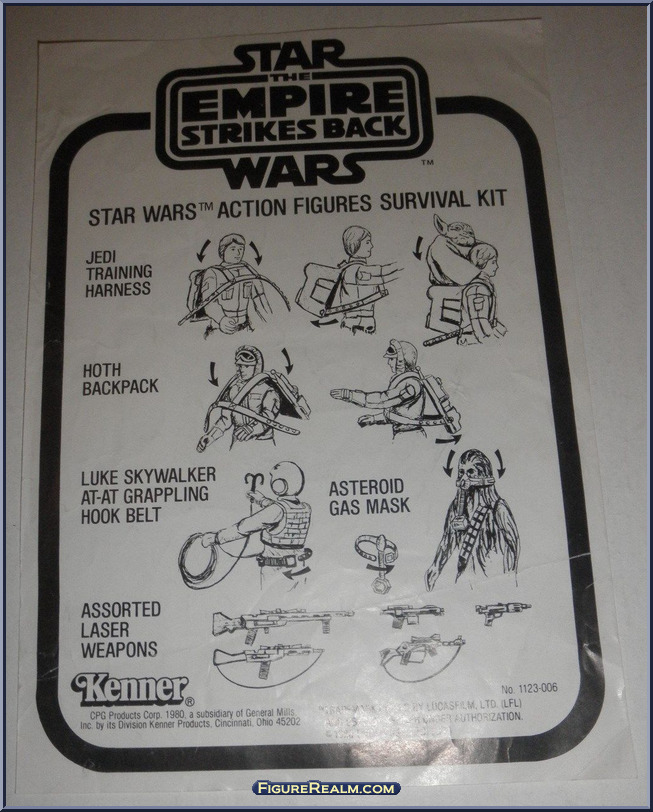 STAR
THE
EMPIRE
STRIKES BACK
WARS
TM
STAR WARS™ ACTION FIGURES SURVIVAL KIT
JEDI
TRAINING
HARNESS
HOTH
BACKPACK
LUKE SKYWALKER
AT-AT GRAPPLING
HOOK BELT
ASTEROID
GAS MASK
ASSORTED
LASER
WEAPONS
Kenner®
CPG Products Corp. 1980, a subsidiary of General Mills,
Inc. by its Division Kenner Products, Cincinnati, Ohio 45202
No. 1123-006
BY LUCASFILM, LTD. (LFL)
UNDER AUTHORIZATION.
FIGUREREALM.COM